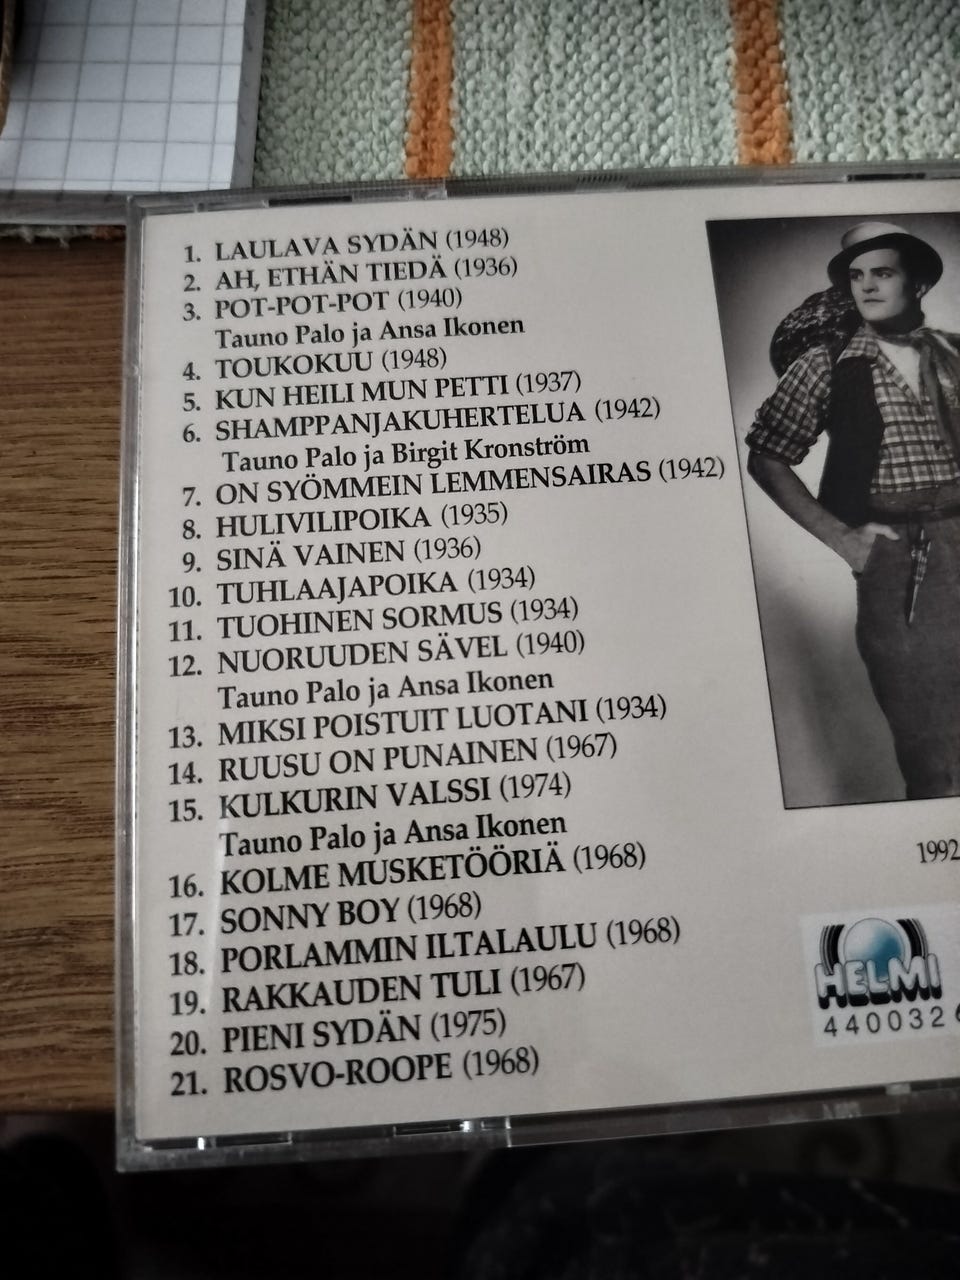 1. LAULAVA SYDÄN (1948)
2. AH, ETHÄN TIEDÄ (1936)
3. POT-POT-POT (1940)
Tauno Palo ja Ansa Ikonen
4. TOUKOKUU (1948)
5. KUN HEILI MUN PETTI (1937)
6. SHAMPPANJAKUHERTELUA (1942)
Tauno Palo ja Birgit Kronström
7. ON SYÖMMEIN LEMMENSAIRAS (1942)
8. HULIVILIPOIKA (1935)
9. SINÄ VAINEN (1936)
10. TUHLAAJAPOIKA (1934)
11. TUOHINEN SORMUS (1934)
12. NUORUUDEN SÄVEL (1940)
Tauno Palo ja Ansa Ikonen
13. MIKSI POISTUIT LUOTANI (1934)
14. RUUSU ON PUNAINEN (1967)
15. KULKURIN VALSSI (1974)
Tauno Palo ja Ansa Ikonen
16. KOLME MUSKETÖÖRIÄ (1968)
17. SONNY BOY (1968)
18. PORLAMMIN ILTALAULU (1968)
19. RAKKAUDEN TULI (1967)
20. PIENI SYDÄN (1975)
21. ROSVO-ROOPE (1968)
1992
HELMI
440032